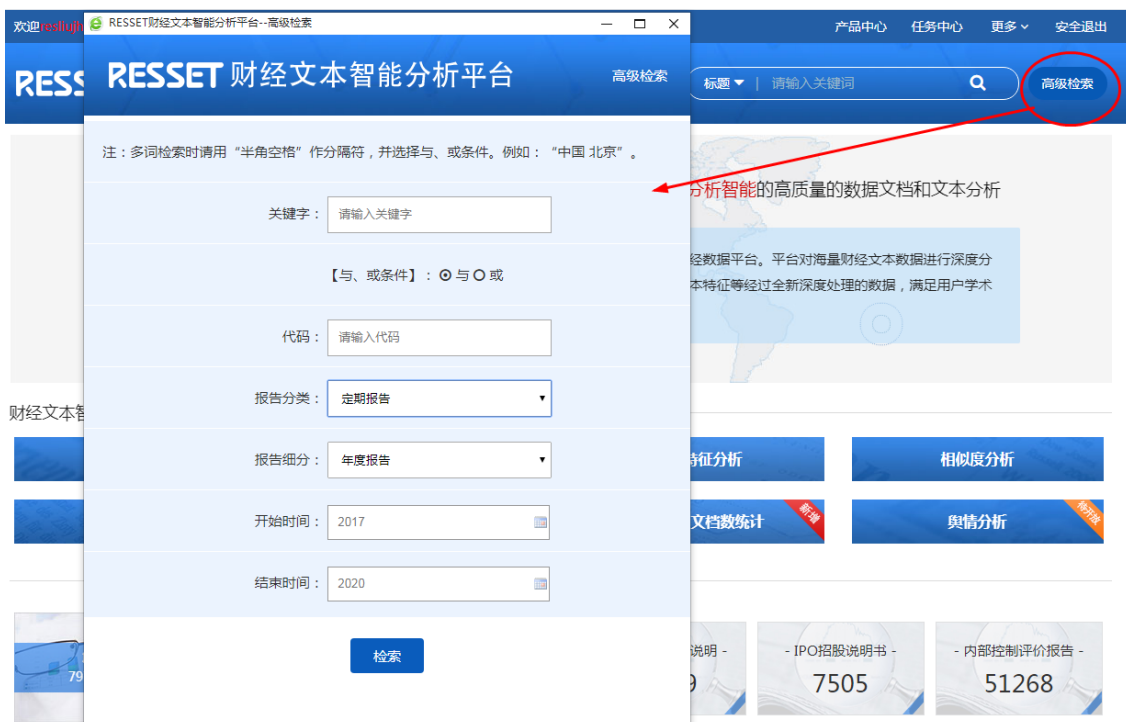 欢迎
RESSET财经文本智能分析平台--高级检索
产品中心 任务中心 更多 安全退出
RESS
RESSET 财经文本智能分析平台 高级检索
标题 请输入关键词 高级检索
注：多词检索时请用“半角空格”作分隔符，并选择与、或条件。例如：“中国 北京”。
分析智能的高质量的数据文档和文本分析
关键字： 请输入关键字
经数据平台。平台对海量财经文本数据进行深度分
本特征等经过全新深度处理的数据，满足用户学术
【与、或条件】： 与 或
代码： 请输入代码
报告分类： 定期报告
财经文本智
报告细分： 年度报告
特征分析 相似度分析
开始时间： 2017
文档数统计 新增 舆情分析 待开放
结束时间： 2020
检索
说明 - - IPO招股说明书 - - 内部控制评价报告 -
79 9 7505 51268